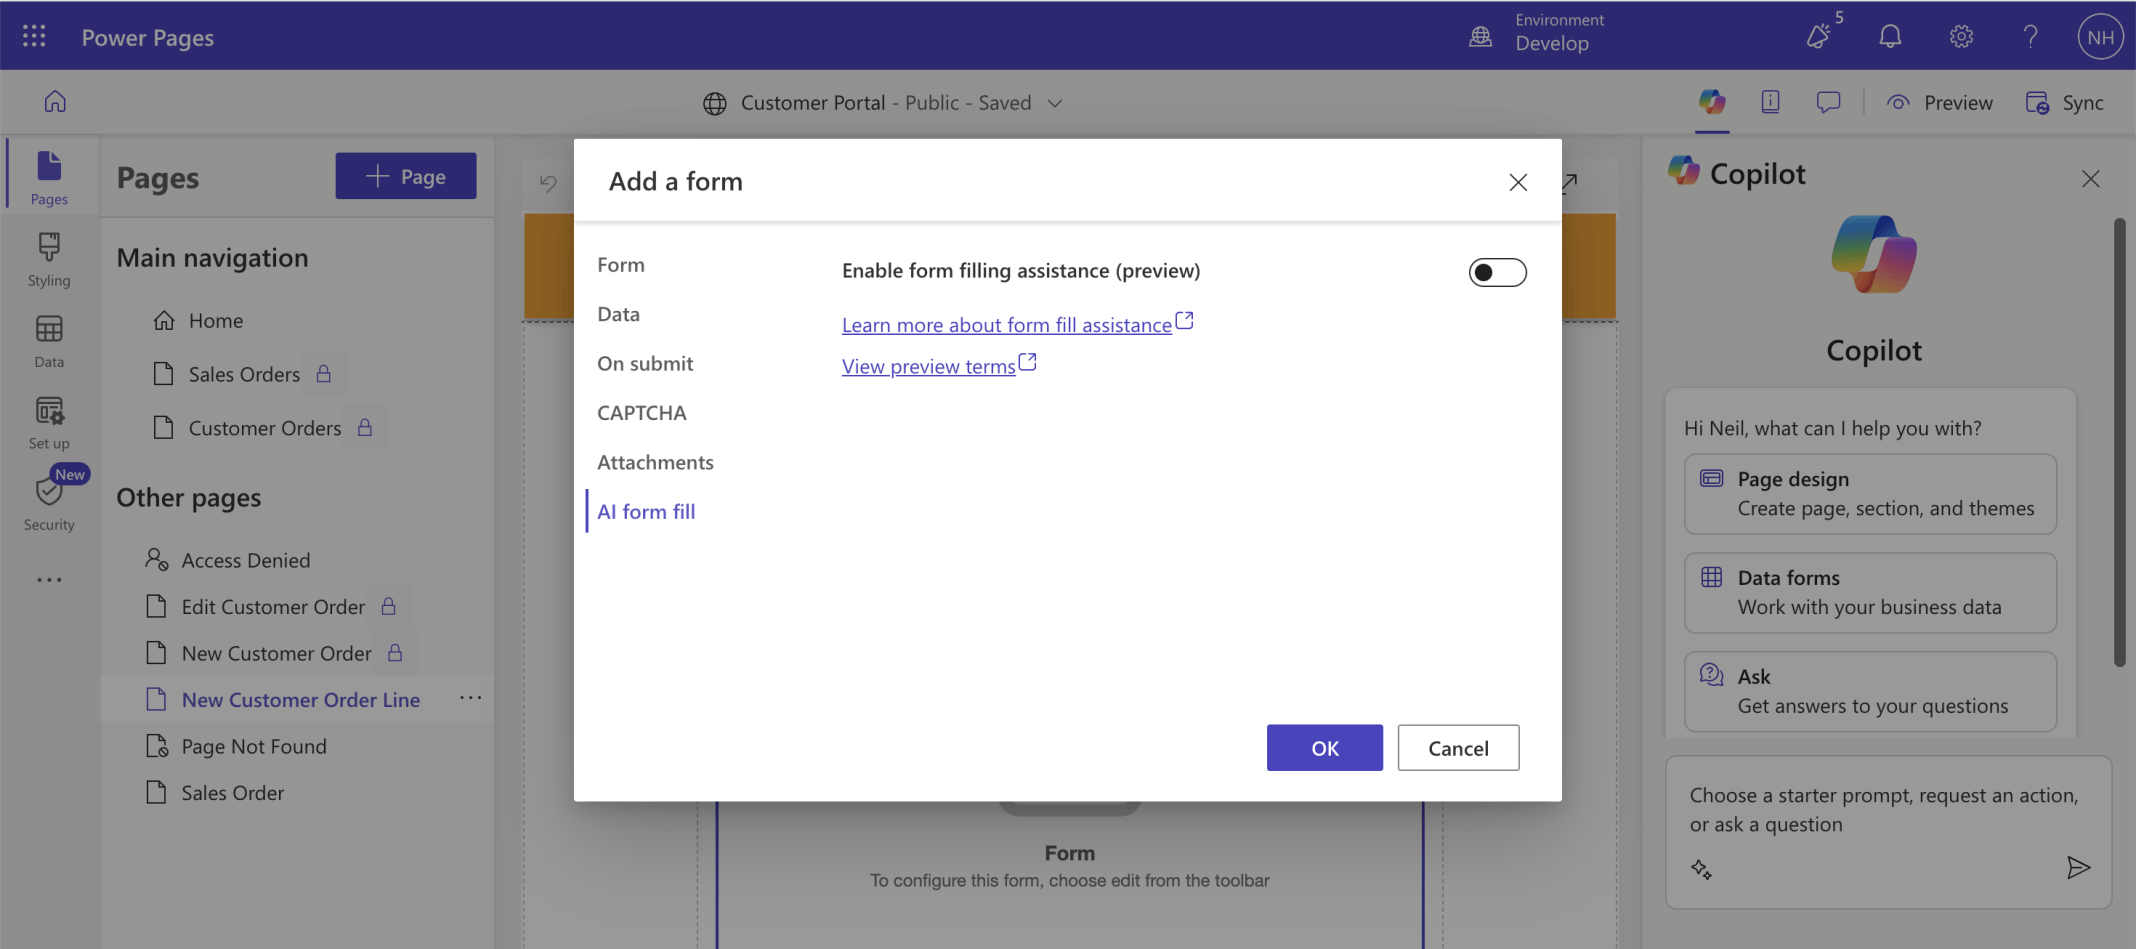 Power Pages
Environment
Develop
5
NH
Customer Portal - Public - Saved
Preview
Sync
Pages
Styling
Data
Set up
New
Security
Pages
Page
Main navigation
Home
Sales Orders
Customer Orders
Other pages
Access Denied
Edit Customer Order
New Customer Order
New Customer Order Line
Page Not Found
Sales Order
Add a form
Form
Data
On submit
CAPTCHA
Attachments
AI form fill
Enable form filling assistance (preview)
Learn more about form fill assistance
View preview terms
OK
Cancel
Form
To configure this form, choose edit from the toolbar
Copilot
Copilot
Hi Neil, what can I help you with?
Page design
Create page, section, and themes
Data forms
Work with your business data
Ask
Get answers to your questions
Choose a starter prompt, request an action,
or ask a question